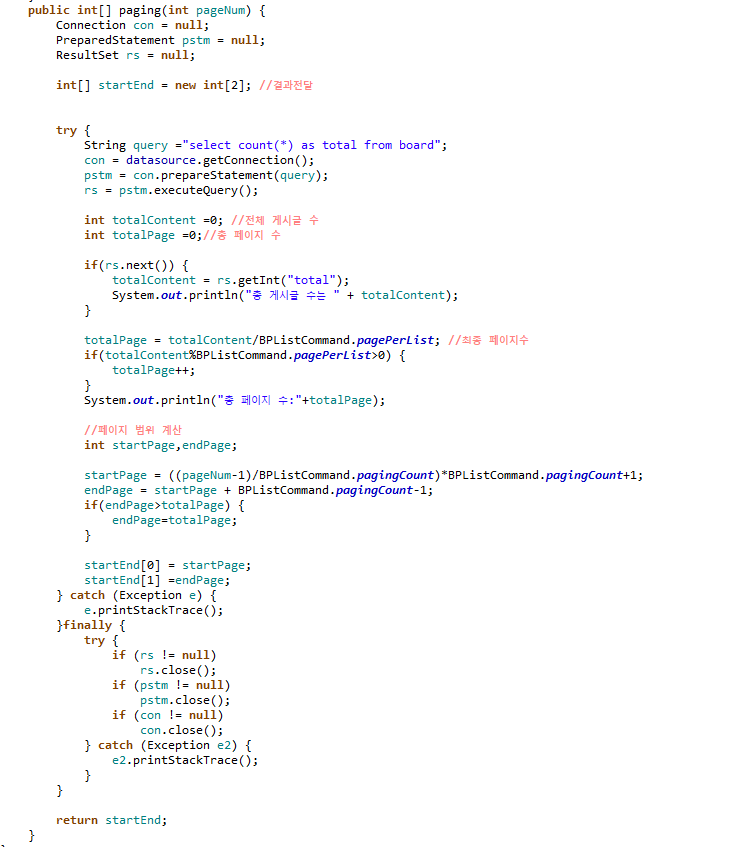 public int[] paging(int pageNum) {
Connection con = null;
PreparedStatement pstm = null;
ResultSet rs = null;
int[] startEnd = new int[2]; //결과전달
try {
String query ="select count(*) as total from board";
con = datasource.getConnection();
pstm = con.prepareStatement(query);
rs = pstm.executeQuery();
int totalContent =0; //전체 게시글 수
int totalPage =0;//총 페이지 수
if(rs.next()) {
totalContent = rs.getInt("total");
System.out.println("총 게시글 수는 " + totalContent);
}
totalPage = totalContent/BPListCommand.pagePerList; //최종 페이지수
if(totalContent%BPListCommand.pagePerList>0) {
totalPage++;
}
System.out.println("총 페이지 수:"+totalPage);
//페이지 범위 계산
int startPage,endPage;
startPage = ((pageNum-1)/BPListCommand.pagingCount)*BPListCommand.pagingCount+1;
endPage = startPage + BPListCommand.pagingCount-1;
if(endPage>totalPage) {
endPage=totalPage;
}
startEnd[0] = startPage;
startEnd[1] =endPage;
} catch (Exception e) {
e.printStackTrace();
}finally {
try {
if (rs != null)
rs.close();
if (pstm != null)
pstm.close();
if (con != null)
con.close();
} catch (Exception e2) {
e2.printStackTrace();
}
}
return startEnd;
}